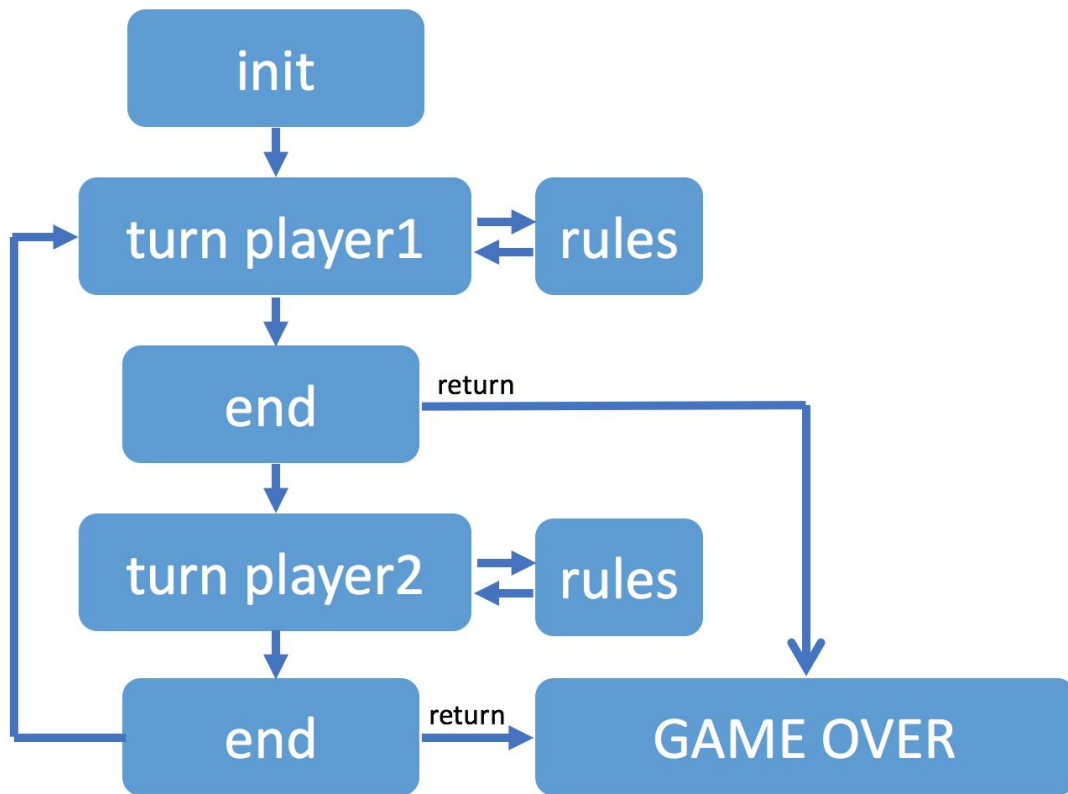 init
turn player1
rules
end
return
turn player2
rules
end
return
GAME OVER